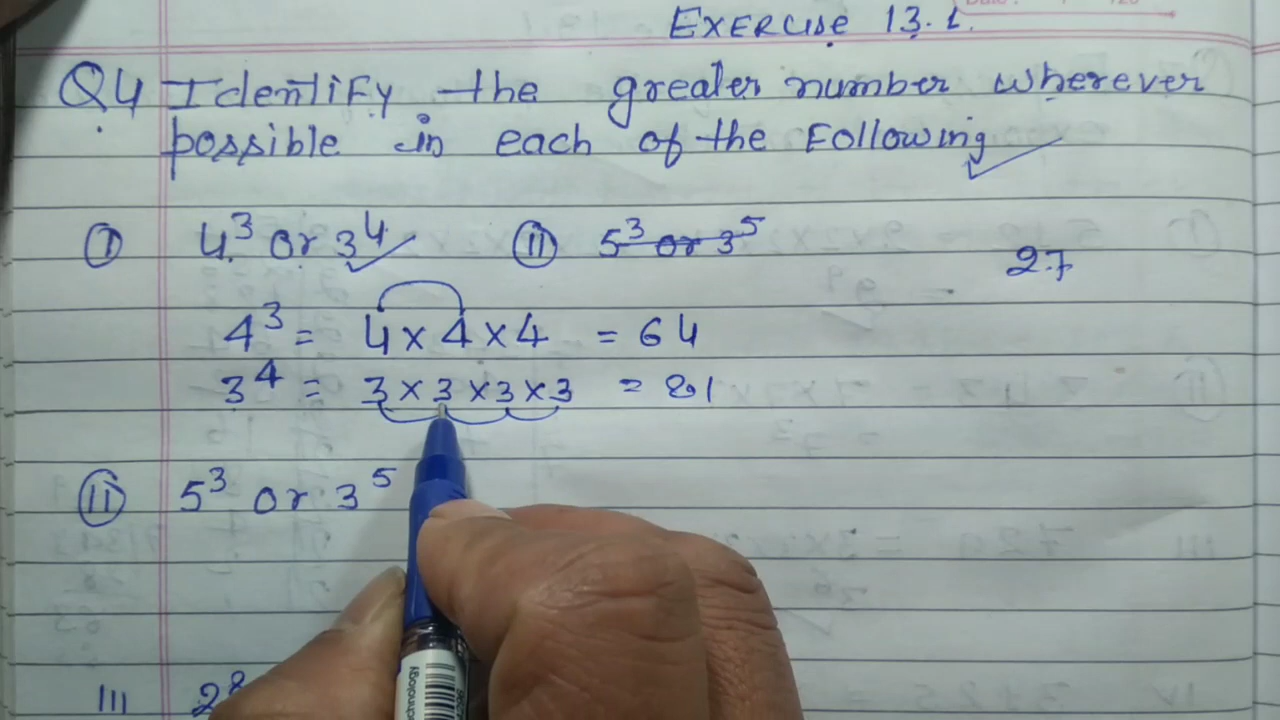 EXERCISE 13.1.
Q4 IdentiFy the greater number wherever
possible in each of the Following
I 4³ or 3⁴ II 5³ or 3⁵
27
4³ = 4 × 4 × 4 = 64
3⁴ = 3 × 3 × 3 × 3 = 81
II 5³ or 3⁵
III 2⁸